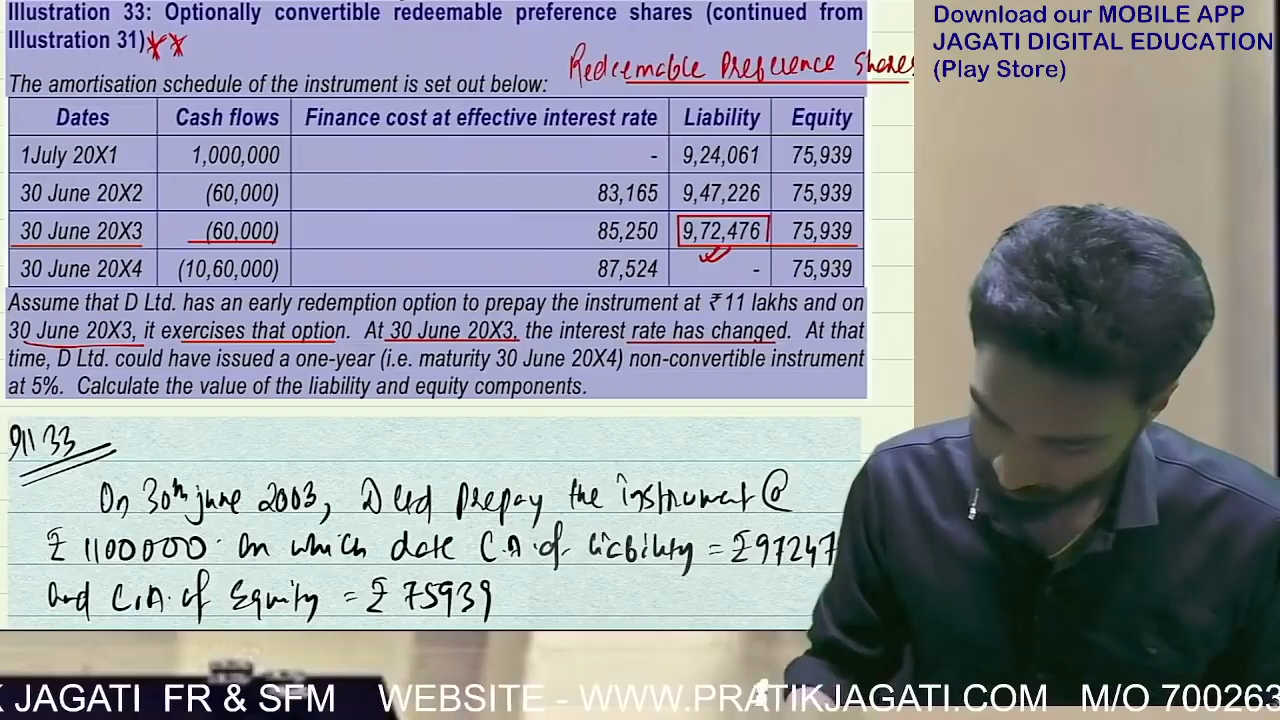 Illustration 33: Optionally convertible redeemable preference shares (continued from
Illustration 31)
Redeemable Preference Shares
The amortisation schedule of the instrument is set out below:
Dates Cash flows Finance cost at effective interest rate Liability Equity
1July 20X1 1,000,000 - 9,24,061 75,939
30 June 20X2 (60,000) 83,165 9,47,226 75,939
30 June 20X3 (60,000) 85,250 9,72,476 75,939
30 June 20X4 (10,60,000) 87,524 - 75,939
Assume that D Ltd. has an early redemption option to prepay the instrument at ₹11 lakhs and on
30 June 20X3, it exercises that option. At 30 June 20X3, the interest rate has changed. At that
time, D Ltd. could have issued a one-year (i.e. maturity 30 June 20X4) non-convertible instrument
at 5%. Calculate the value of the liability and equity components.
33
On 30th june 2003, D Ltd prepay the instrument @
₹ 1100000. on which date C.A. of liability = ₹97247
and C.A. of Equity = ₹ 75939
Download our MOBILE APP
JAGATI DIGITAL EDUCATION
(Play Store)
K JAGATI FR & SFM WEBSITE - WWW.PRATIKJAGATI.COM M/O 700263